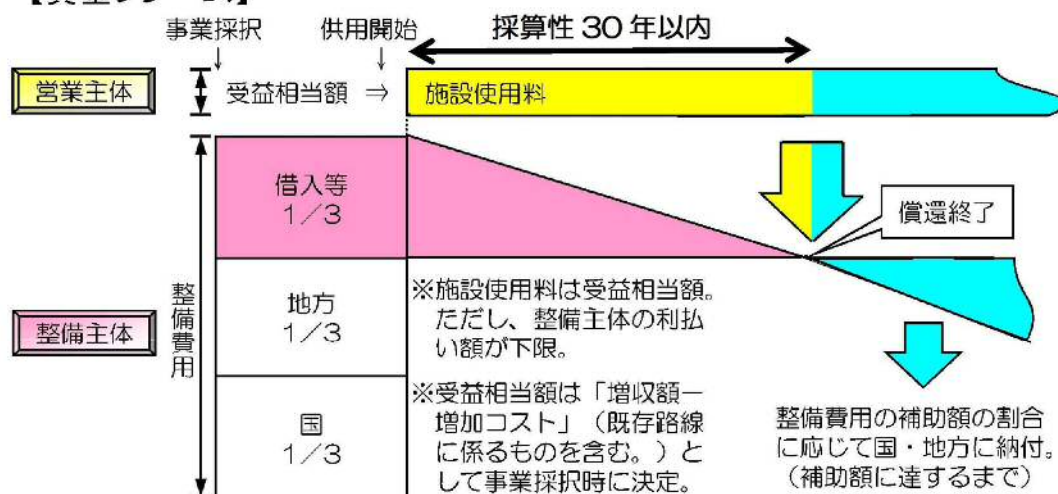 事業採択
供用開始
採算性 30 年以内
↓
↓
営業主体
受益相当額 ⇒
施設使用料
借入等
1／3
償還終了
整備費用
整備主体
地方
1／3
国
1／3
※施設使用料は受益相当額。
ただし、整備主体の利払
い額が下限。
※受益相当額は「増収額－
増加コスト」（既存路線
に係るものを含む。）と
して事業採択時に決定。
整備費用の補助額の割合
に応じて国・地方に納付。
（補助額に達するまで）